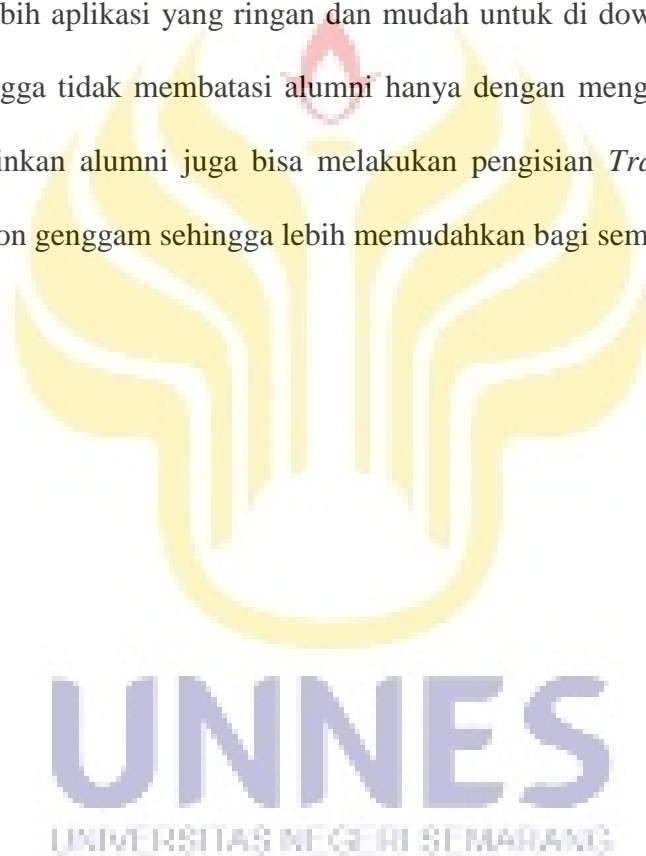 bih aplikasi yang ringan dan mudah untuk di dow
gga tidak membatasi alumni hanya dengan meng
inkan alumni juga bisa melakukan pengisian Tra
on genggam sehingga lebih memudahkan bagi sem
UNNES
UNIVERSITAS NEGERI SEMARANG